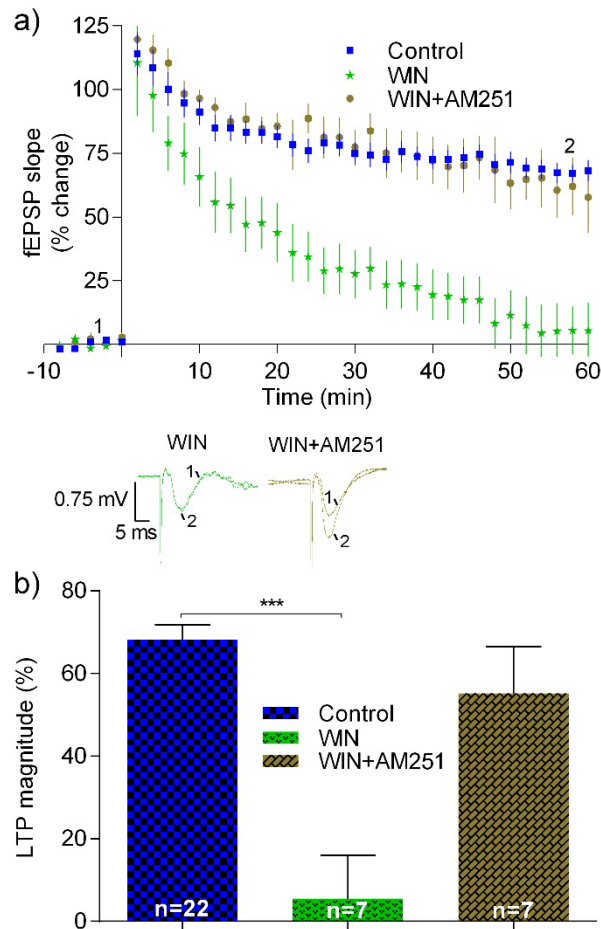 a)
125
100
75
50
25
fEPSP slope
(% change)
Control
WIN
WIN+AM251
1
2
-10
10
20
30
40
50
60
Time (min)
WIN
WIN+AM251
0.75 mV
5 ms
1
2
1
2
b)
80
60
40
20
0
LTP magnitude (%)
***
Control
WIN
WIN+AM251
n=22
n=7
n=7